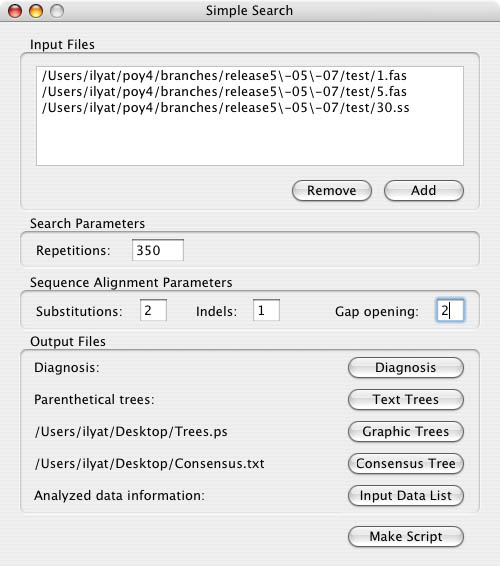 Simple Search
Input Files
/Users/ilyat/poy4/branches/release5\-05\-07/test/1.fas
/Users/ilyat/poy4/branches/release5\-05\-07/test/5.fas
/Users/ilyat/poy4/branches/release5\-05\-07/test/30.ss
Remove Add
Search Parameters
Repetitions: 350
Sequence Alignment Parameters
Substitutions: 2 Indels: 1 Gap opening: 2
Output Files
Diagnosis: Diagnosis
Parenthetical trees: Text Trees
/Users/ilyat/Desktop/Trees.ps Graphic Trees
/Users/ilyat/Desktop/Consensus.txt Consensus Tree
Analyzed data information: Input Data List
Make Script